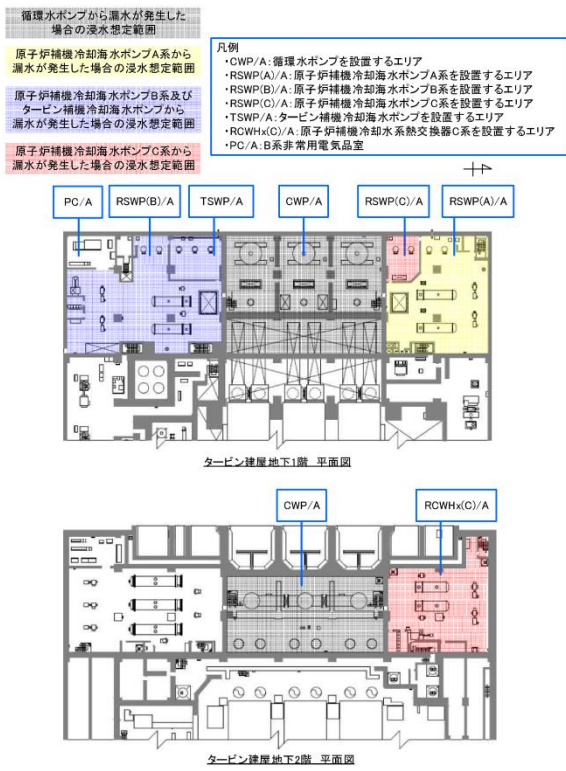 循環水ポンプから漏水が発生した
場合の浸水想定範囲
原子炉補機冷却海水ポンプA系から
漏水が発生した場合の浸水想定範囲
原子炉補機冷却海水ポンプB系及び
タービン補機冷却海水ポンプから
漏水が発生した場合の浸水想定範囲
原子炉補機冷却海水ポンプC系から
漏水が発生した場合の浸水想定範囲
凡例
・CWP/A:循環水ポンプを設置するエリア
・RSWP(A)/A:原子炉補機冷却海水ポンプA系を設置するエリア
・RSWP(B)/A:原子炉補機冷却海水ポンプB系を設置するエリア
・RSWP(C)/A:原子炉補機冷却海水ポンプC系を設置するエリア
・TSWP/A:タービン補機冷却海水ポンプを設置するエリア
・RCWHx(C)/A:原子炉補機冷却水系熱交換器C系を設置するエリア
・PC/A:B系非常用電気品室
PC/A
RSWP(B)/A
TSWP/A
CWP/A
RSWP(C)/A
RSWP(A)/A
タービン建屋地下1階 平面図
CWP/A
RCWHx(C)/A
タービン建屋地下2階 平面図